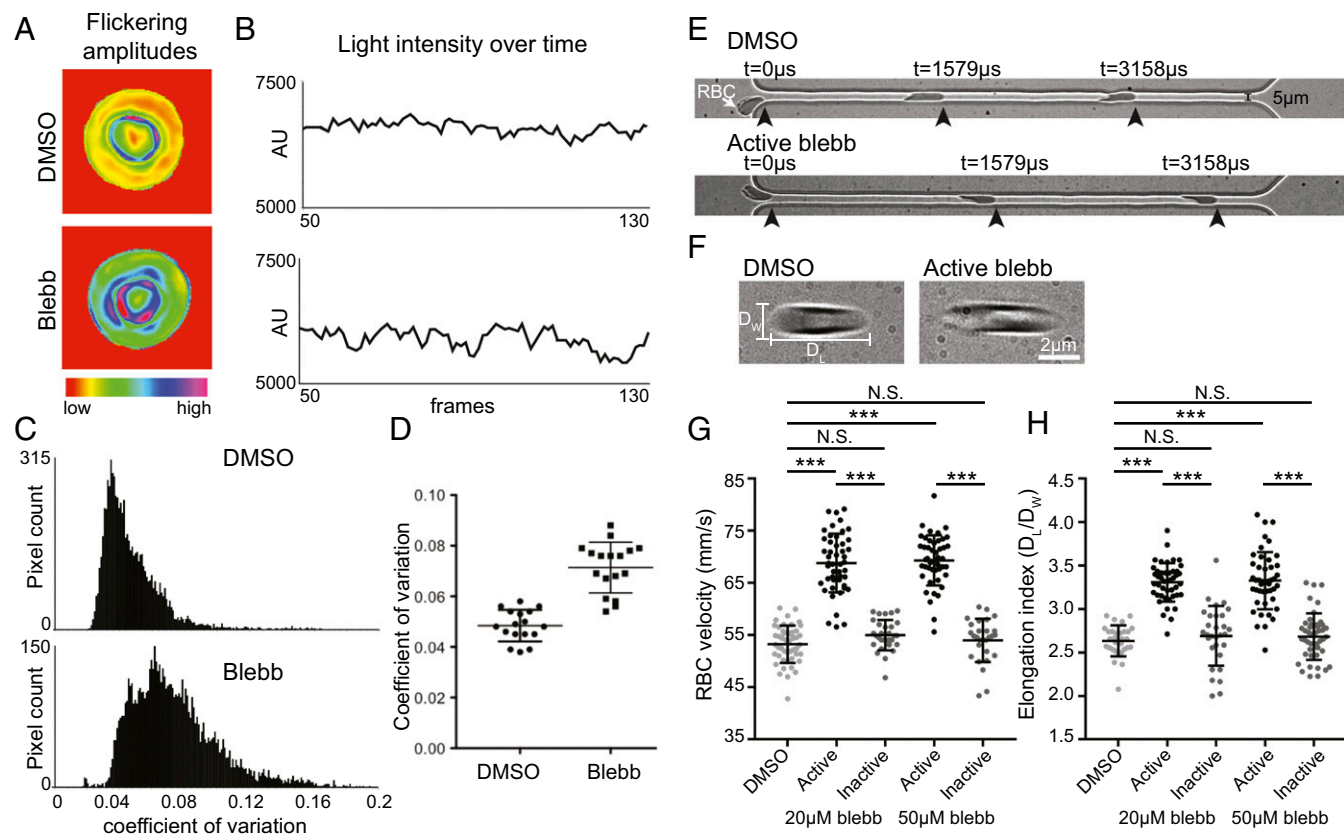 A
Flickering
amplitudes
DMSO
Blebb
low high
B
Light intensity over time
7500
AU
5000
50 130
7500
AU
5000
50 frames 130
C
315
Pixel count
0
DMSO
150
Pixel count
0
Blebb
0 0.04 0.08 0.12 0.16 0.2
coefficient of variation
D
Coefficient of variation
0.10
0.08
0.06
0.04
0.02
0.00
DMSO Blebb
E
DMSO
t=0µs t=1579µs t=3158µs
RBC
5µm
Active blebb
t=0µs t=1579µs t=3158µs
F
DMSO Active blebb
DW
DL
2µm
G
N.S.
***
N.S.
*** *** ***
RBC velocity (mm/s)
85
75
65
55
45
35
DMSO Active Inactive Active Inactive
20µM blebb 50µM blebb
H
N.S.
***
N.S.
*** *** ***
Elongation index (DL/DW)
4.5
4.0
3.5
3.0
2.5
2.0
1.5
DMSO Active Inactive Active Inactive
20µM blebb 50µM blebb